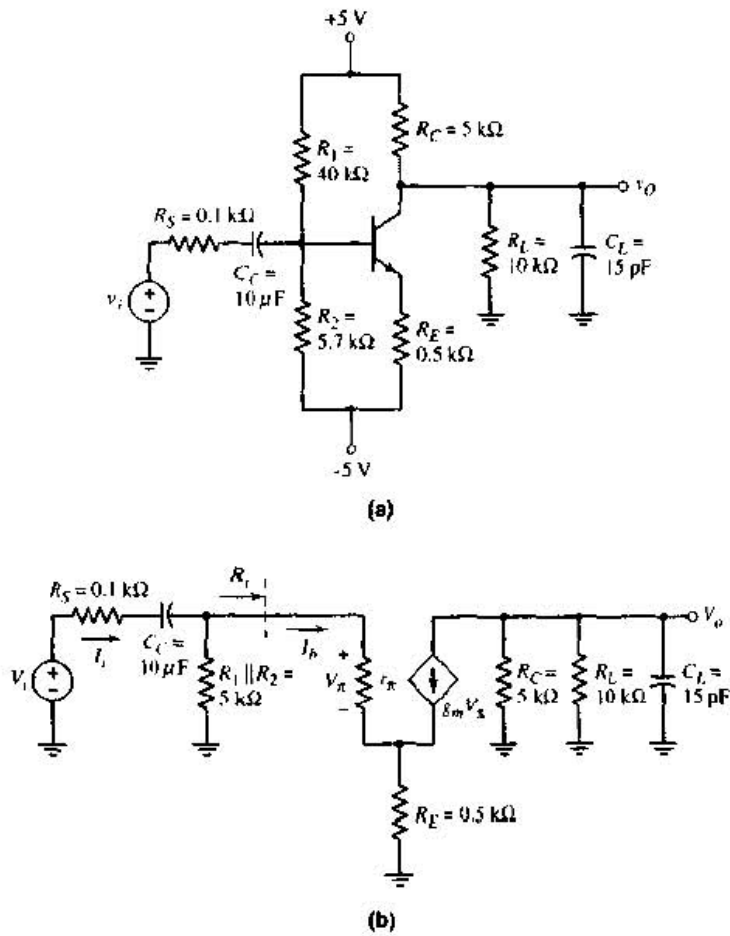 +5 V
R_C = 5 kΩ
R_1 =
40 kΩ
v_O
R_S = 0.1 kΩ
C_C =
10 μF
v_i
R_L =
10 kΩ
C_L =
15 pF
R_2 =
5.7 kΩ
R_E =
0.5 kΩ
-5 V
(a)
R_S = 0.1 kΩ
R_i
I_i
C_C =
10 μF
I_b
V_i
R_1 || R_2 =
5 kΩ
+
V_π
–
r_π
g_m V_π
R_C =
5 kΩ
R_L =
10 kΩ
C_L =
15 pF
V_o
R_E = 0.5 kΩ
(b)